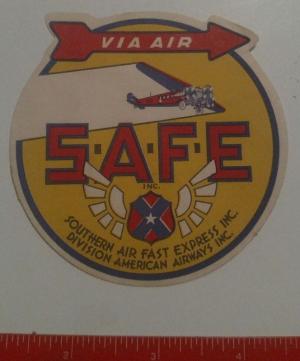 VIA AIR
S·A·F·E
INC.
SOUTHERN AIR FAST EXPRESS, INC.
DIVISION AMERICAN AIRWAYS INC.
2 3 4